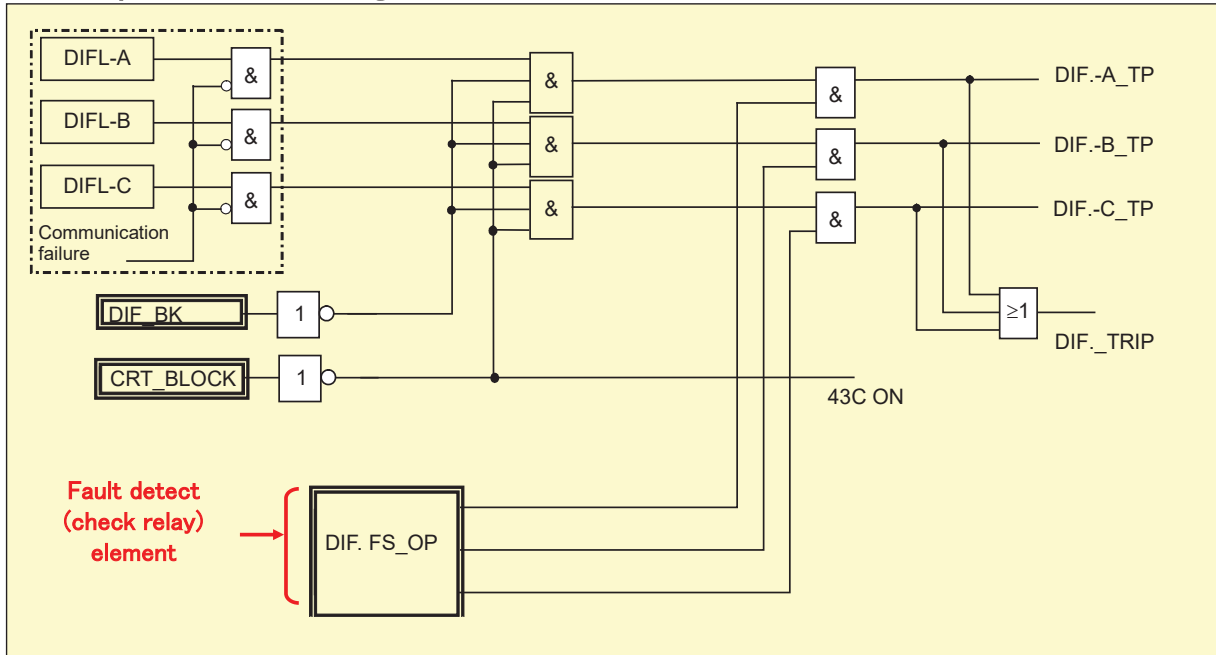 DIFL-A
&
&
&
DIF.-A_TP
DIFL-B
&
&
&
DIF.-B_TP
DIFL-C
&
&
&
DIF.-C_TP
Communication
failure
DIF_BK
1
≥1
DIF._TRIP
CRT_BLOCK
1
43C ON
Fault detect
(check relay)
element
DIF. FS_OP